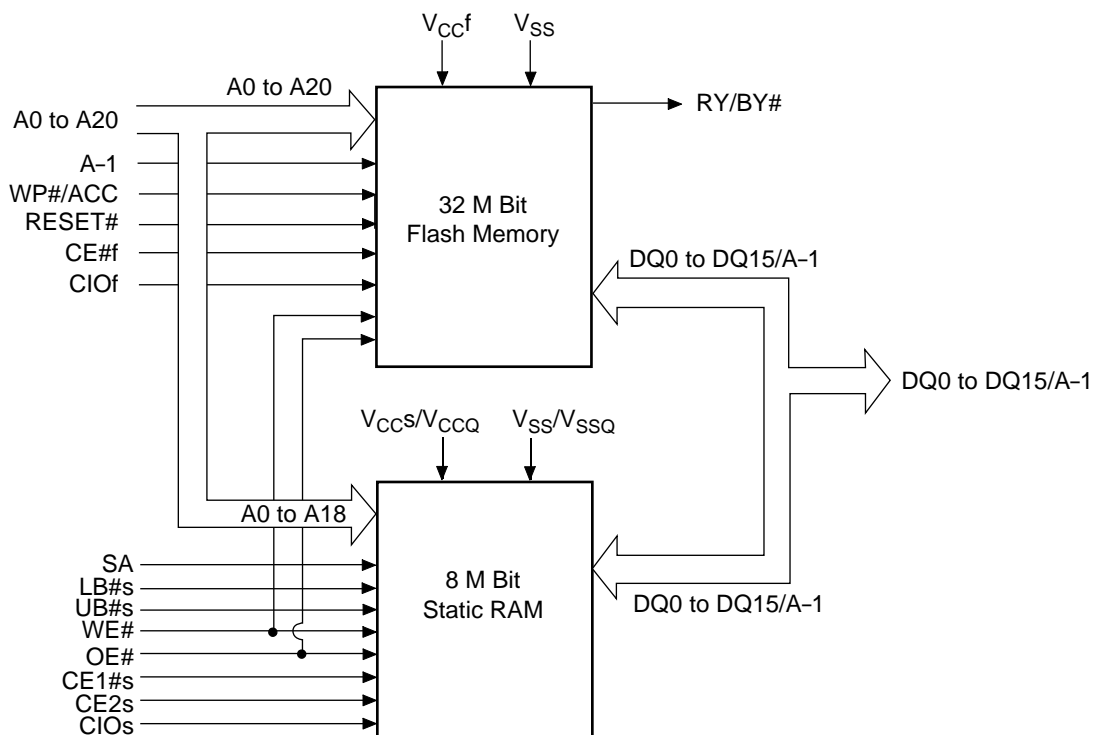 VCCf
VSS
A0 to A20
A0 to A20
RY/BY#
A–1
WP#/ACC
RESET#
CE#f
CIOf
32 M Bit
Flash Memory
DQ0 to DQ15/A–1
DQ0 to DQ15/A–1
VCCs/VCCQ
VSS/VSSQ
A0 to A18
SA
LB#s
UB#s
WE#
OE#
CE1#s
CE2s
CIOs
8 M Bit
Static RAM
DQ0 to DQ15/A–1